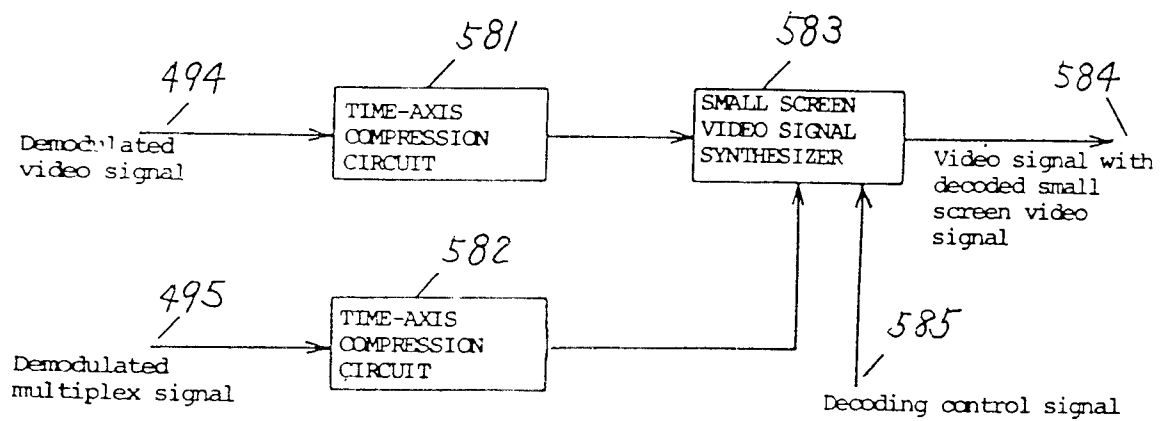 581
583
494
584
TIME-AXIS
COMPRESSION
CIRCUIT
SMALL SCREEN
VIDEO SIGNAL
SYNTHESIZER
Demodulated
video signal
Video signal with
decoded small
screen video
signal
582
495
TIME-AXIS
COMPRESSION
CIRCUIT
585
Demodulated
multiplex signal
Decoding control signal